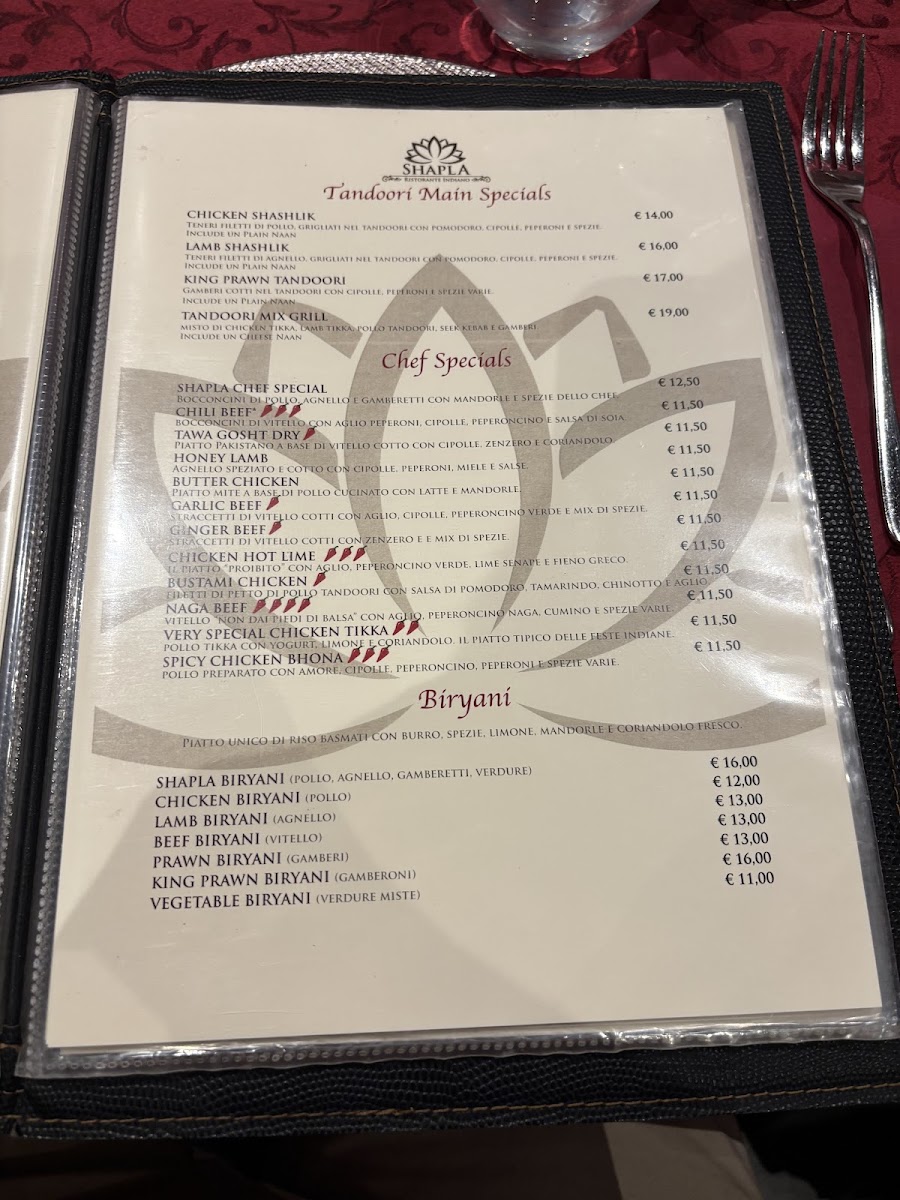 SHAPLA
RISTORANTE INDIANO
Tandoori Main Specials
CHICKEN SHASHLIK € 14,00
TENERI FILETTI DI POLLO, GRIGLIATI NEL TANDOORI CON POMODORO, CIPOLLE, PEPERONI E SPEZIE.
INCLUDE UN PLAIN NAAN
LAMB SHASHLIK € 16,00
TENERI FILETTI DI AGNELLO, GRIGLIATI NEL TANDOORI CON POMODORO, CIPOLLE, PEPERONI E SPEZIE.
INCLUDE UN PLAIN NAAN
KING PRAWN TANDOORI € 17,00
GAMBERI COTTI NEL TANDOORI CON CIPOLLE, PEPERONI E SPEZIE VARIE.
INCLUDE UN PLAIN NAAN
TANDOORI MIX GRILL € 19,00
MISTO DI CHICKEN TIKKA, LAMB TIKKA, POLLO TANDOORI, SEEK KEBAB E GAMBERI
INCLUDE UN CHEESE NAAN
Chef Specials
SHAPLA CHEF SPECIAL € 12,50
BOCCONCINI DI POLLO, AGNELLO E GAMBERETTI CON MANDORLE E SPEZIE DELLO CHEF.
CHILI BEEF* € 11,50
BOCCONCINI DI VITELLO CON AGLIO PEPERONI, CIPOLLE, PEPERONCINO E SALSA DI SOIA
TAWA GOSHT DRY € 11,50
PIATTO PAKISTANO A BASE DI VITELLO COTTO CON CIPOLLE, ZENZERO E CORIANDOLO.
HONEY LAMB € 11,50
AGNELLO SPEZIATO E COTTO CON CIPOLLE, PEPERONI, MIELE E SALSE.
BUTTER CHICKEN € 11,50
PIATTO MITE A BASE DI POLLO CUCINATO CON LATTE E MANDORLE.
GARLIC BEEF € 11,50
STRACCETTI DI VITELLO COTTI CON AGLIO, CIPOLLE, PEPERONCINO VERDE E MIX DI SPEZIE.
GINGER BEEF € 11,50
STRACCETTI DI VITELLO COTTI CON ZENZERO E E MIX DI SPEZIE.
CHICKEN HOT LIME € 11,50
IL PIATTO "PROIBITO" CON AGLIO, PEPERONCINO VERDE, LIME SENAPE E FIENO GRECO.
BUSTAMI CHICKEN € 11,50
FILETTI DI PETTO DI POLLO TANDOORI CON SALSA DI POMODORO, TAMARINDO, CHINOTTO E AGLIO
NAGA BEEF € 11,50
VITELLO "NON DAI PIEDI DI BALSA" CON AGLIO, PEPERONCINO NAGA, CUMINO E SPEZIE VARIE.
VERY SPECIAL CHICKEN TIKKA € 11,50
POLLO TIKKA CON YOGURT, LIMONE E CORIANDOLO. IL PIATTO TIPICO DELLE FESTE INDIANE.
SPICY CHICKEN BHONA € 11,50
POLLO PREPARATO CON AMORE, CIPOLLE, PEPERONCINO, PEPERONI E SPEZIE VARIE.
Biryani
PIATTO UNICO DI RISO BASMATI CON BURRO, SPEZIE, LIMONE, MANDORLE E CORIANDOLO FRESCO.
SHAPLA BIRYANI (POLLO, AGNELLO, GAMBERETTI, VERDURE) € 16,00
CHICKEN BIRYANI (POLLO) € 12,00
LAMB BIRYANI (AGNELLO) € 13,00
BEEF BIRYANI (VITELLO) € 13,00
PRAWN BIRYANI (GAMBERI) € 13,00
KING PRAWN BIRYANI (GAMBERONI) € 16,00
VEGETABLE BIRYANI (VERDURE MISTE) € 11,00